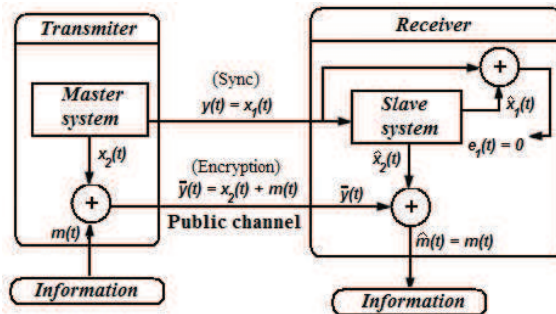 Transmiter
Receiver
Master
system
(Sync)
y(t) = x₁(t)
Slave
system
x̂₁(t)
e₁(t) = 0
x₂(t)
x̂₂(t)
(Encryption)
ȳ(t) = x₂(t) + m(t)
ȳ(t)
Public channel
m(t)
m̂(t) = m(t)
Information
Information